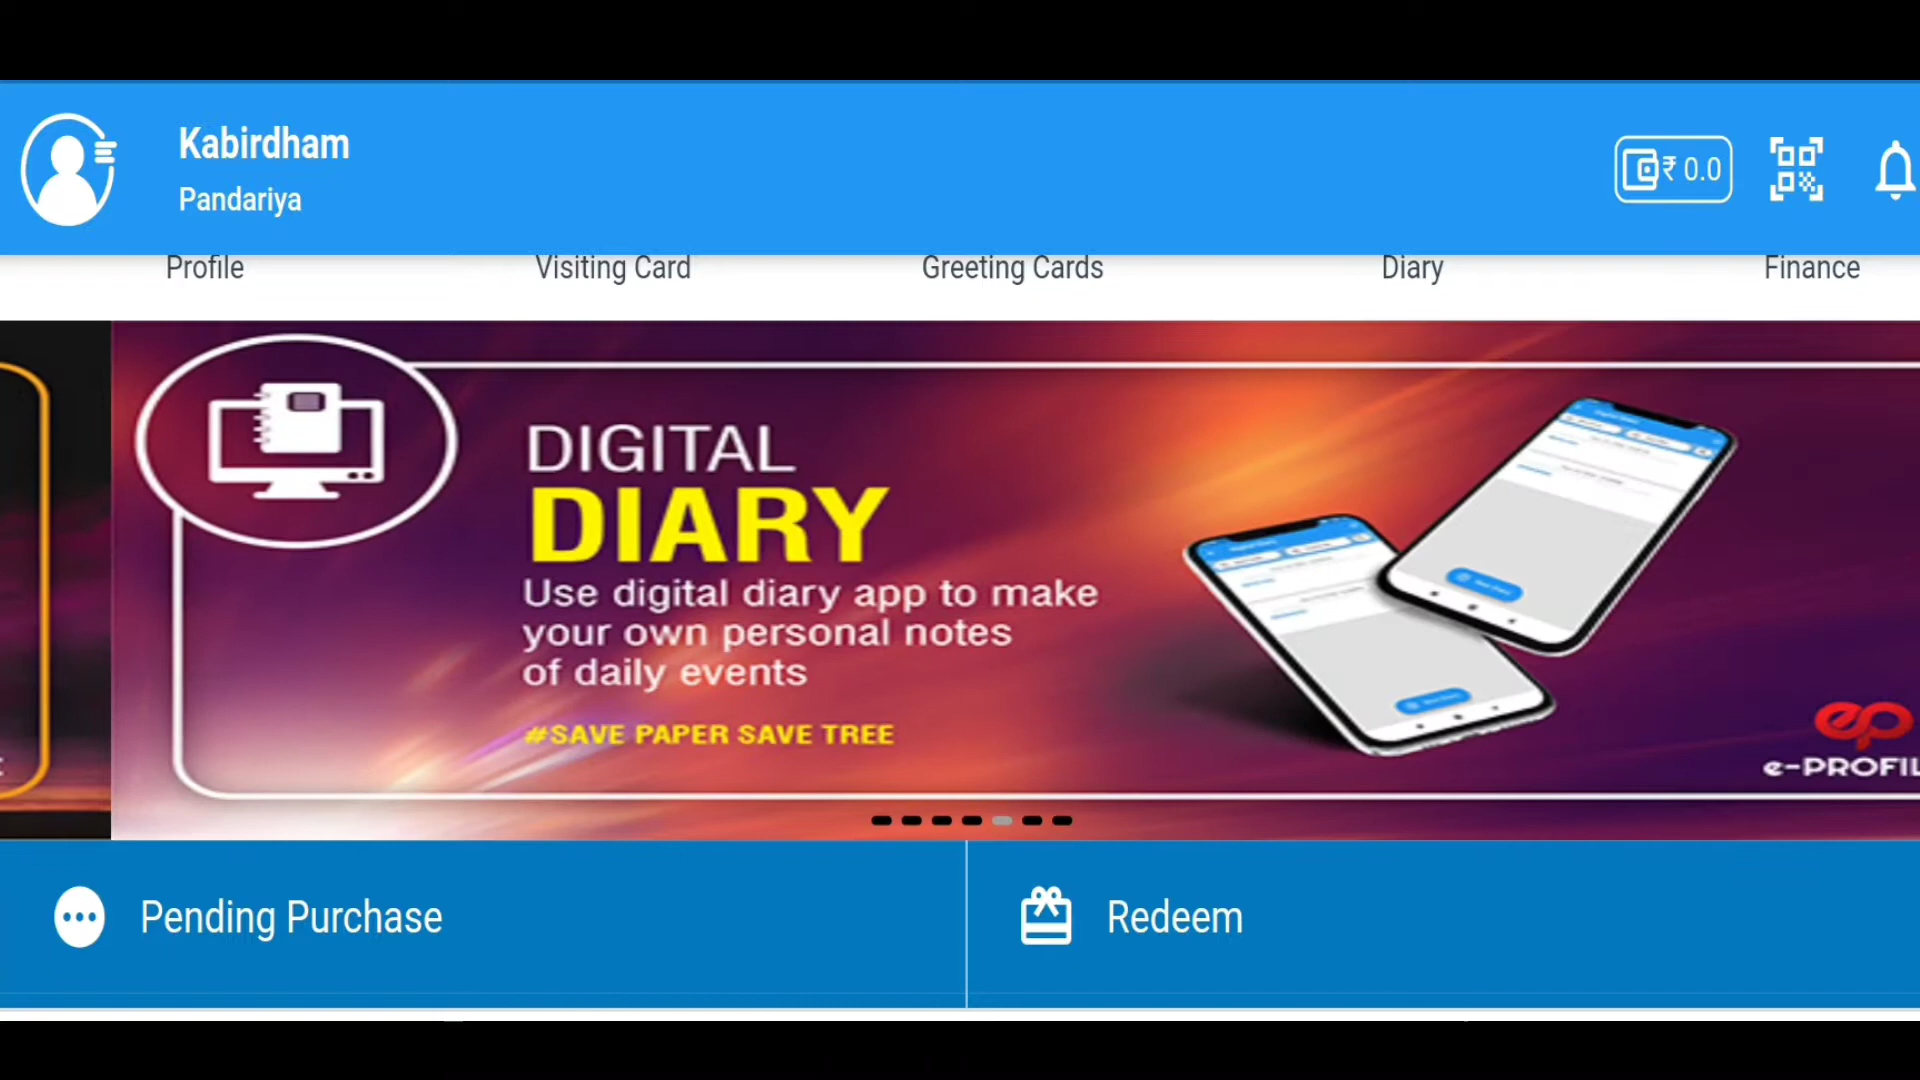 Kabirdham
Pandariya
₹ 0.0
Profile
Visiting Card
Greeting Cards
Diary
Finance
DIGITAL
DIARY
Use digital diary app to make
your own personal notes
of daily events
#SAVE PAPER SAVE TREE
ep
e-PROFIL
Pending Purchase
Redeem